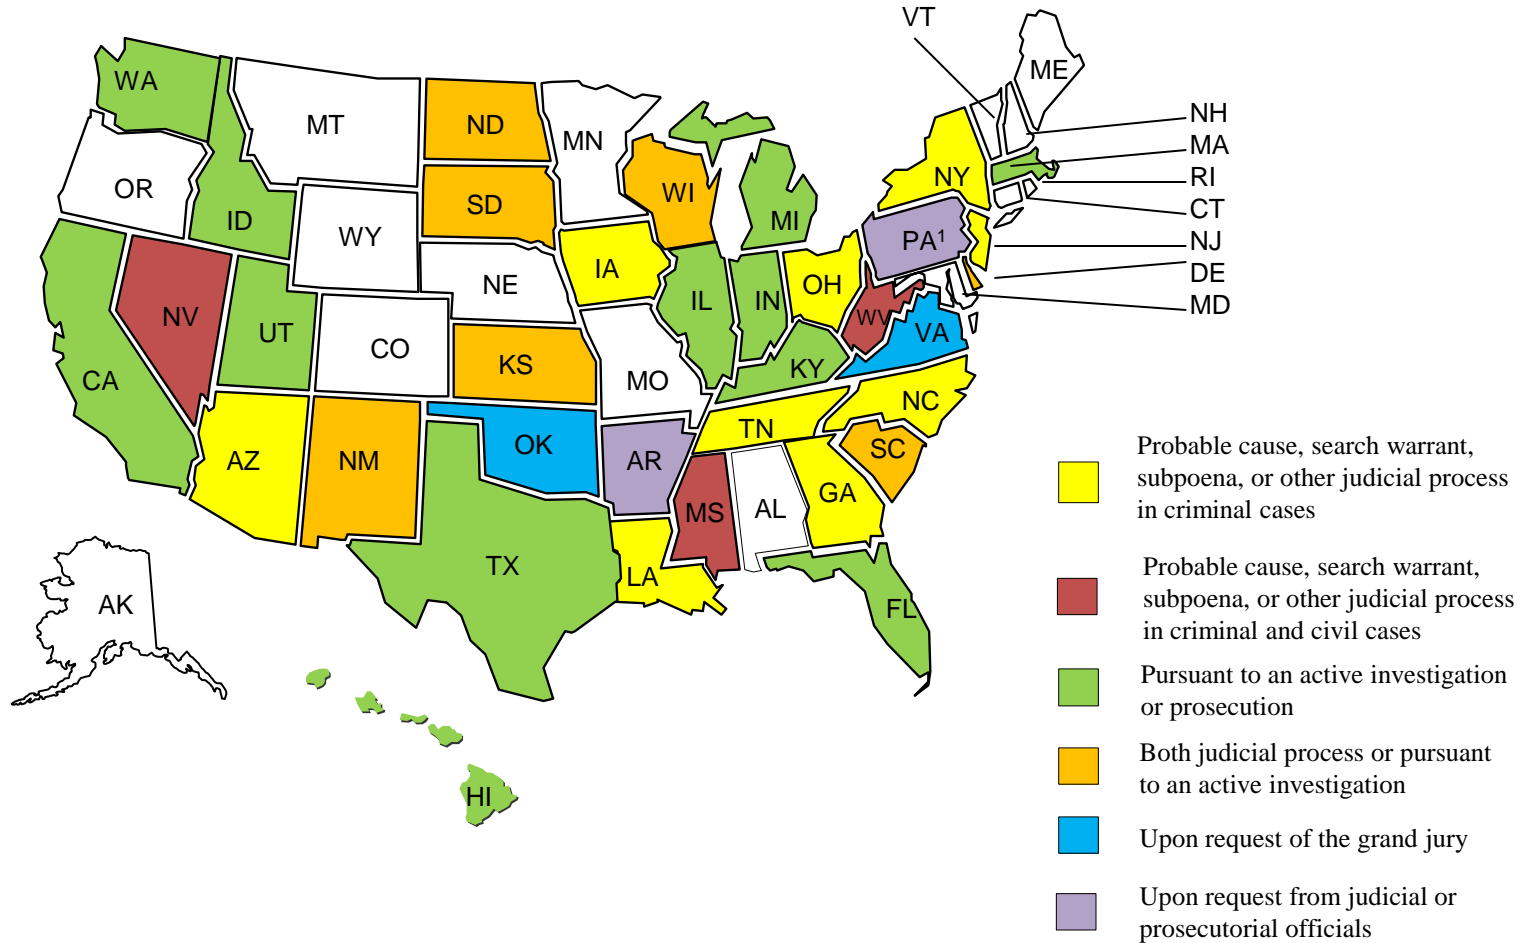 VT
ME
WA
MT
ND
MN
NH
MA
OR
ID
SD
WI
MI
NY
RI
CT
WY
PA¹
NJ
IA
DE
NE
IL
IN
OH
MD
NV
UT
CO
WV
VA
CA
KS
MO
KY
NC
TN
AZ
NM
OK
AR
SC
MS
AL
GA
TX
LA
FL
AK
HI
Probable cause, search warrant,
subpoena, or other judicial process
in criminal cases
Probable cause, search warrant,
subpoena, or other judicial process
in criminal and civil cases
Pursuant to an active investigation
or prosecution
Both judicial process or pursuant
to an active investigation
Upon request of the grand jury
Upon request from judicial or
prosecutorial officials